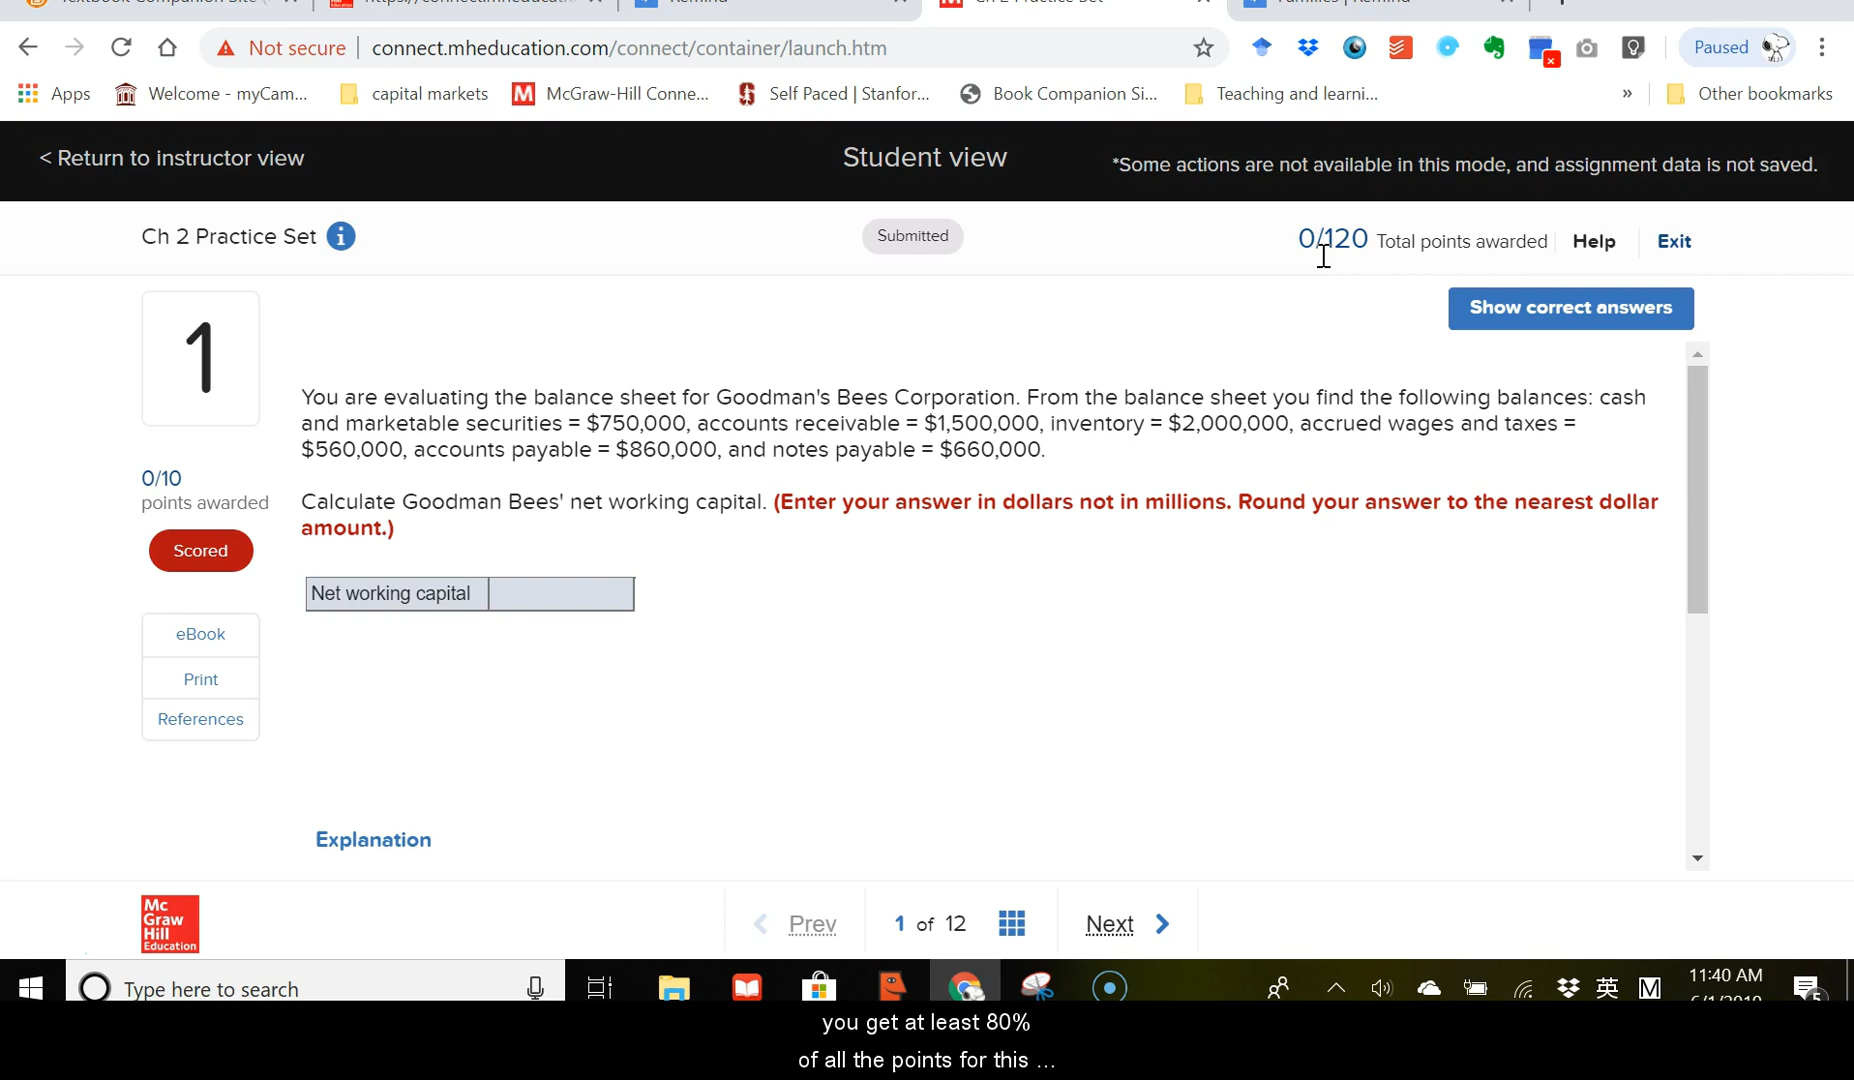 Not secure connect.mheducation.com/connect/container/launch.htm Paused
Apps Welcome - myCam... capital markets McGraw-Hill Conne... Self Paced | Stanfor... Book Companion Si... Teaching and learni... » Other bookmarks
< Return to instructor view Student view *Some actions are not available in this mode, and assignment data is not saved.
Ch 2 Practice Set i Submitted 0/120 Total points awarded Help Exit
Show correct answers
1
0/10
points awarded
Scored
eBook
Print
References
You are evaluating the balance sheet for Goodman's Bees Corporation. From the balance sheet you find the following balances: cash
and marketable securities = $750,000, accounts receivable = $1,500,000, inventory = $2,000,000, accrued wages and taxes =
$560,000, accounts payable = $860,000, and notes payable = $660,000.
Calculate Goodman Bees' net working capital. (Enter your answer in dollars not in millions. Round your answer to the nearest dollar
amount.)
Net working capital
Explanation
Mc
Graw
Hill
Education
Prev 1 of 12 Next
Type here to search 英 M 11:40 AM
you get at least 80%
of all the points for this ...